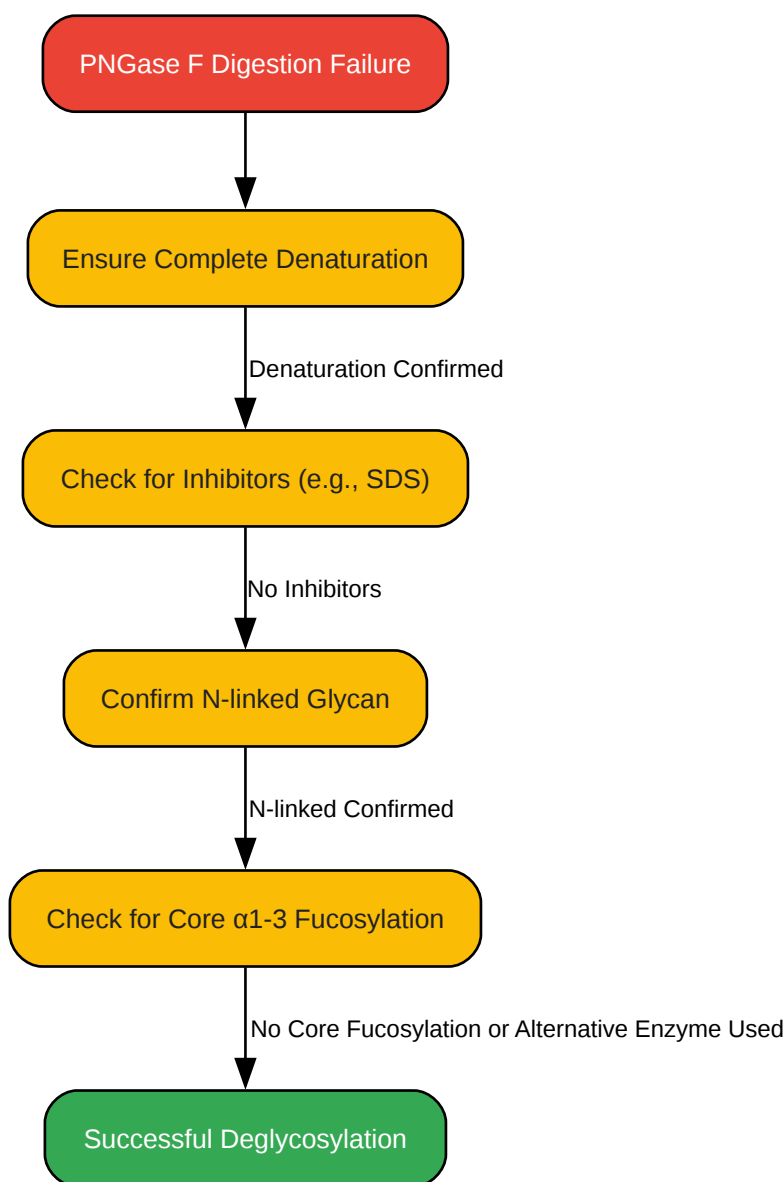 PNGase F Digestion Failure
Ensure Complete Denaturation
Denaturation Confirmed
Check for Inhibitors (e.g., SDS)
No Inhibitors
Confirm N-linked Glycan
N-linked Confirmed
Check for Core α1-3 Fucosylation
No Core Fucosylation or Alternative Enzyme Used
Successful Deglycosylation